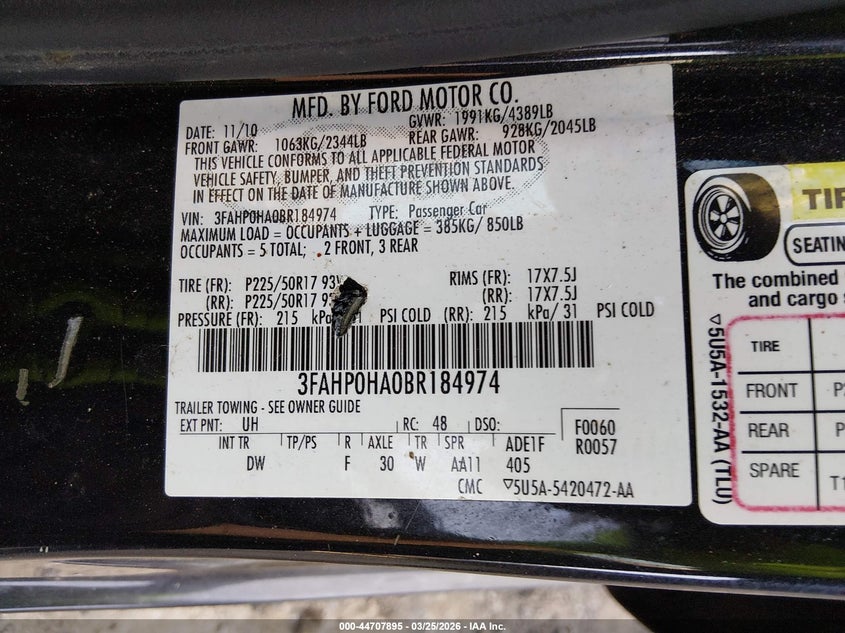 MFD. BY FORD MOTOR CO.
DATE: 11/10
GVWR: 1991KG/4389LB
FRONT GAWR: 1063KG/2344LB
REAR GAWR: 928KG/2045LB
THIS VEHICLE CONFORMS TO ALL APPLICABLE FEDERAL MOTOR
VEHICLE SAFETY, BUMPER, AND THEFT PREVENTION STANDARDS
IN EFFECT ON THE DATE OF MANUFACTURE SHOWN ABOVE.
VIN: 3FAHP0HA0BR184974 TYPE: Passenger Car
MAXIMUM LOAD = OCCUPANTS + LUGGAGE = 385KG/ 850LB
OCCUPANTS = 5 TOTAL; 2 FRONT, 3 REAR
TIRE (FR): P225/50R17 RIMS (FR): 17X7.5J
(RR): P225/50R17 (RR): 17X7.5J
PRESSURE (FR): 215 PSI COLD (RR): 215 kPa/ 31 PSI COLD
3FAHP0HA0BR184974
TRAILER TOWING - SEE OWNER GUIDE
EXT PNT: UH RC: 48 DSO: F0060
INT TR TP/PS R AXLE TR SPR ADE1F R0057
DW F 30 W AA11 405
CMC ▽5U5A-5420472-AA
SEATIN
The combined
and cargo
TIRE
FRONT
REAR
SPARE
▽5U5A-1532-AA (TLU)
000-44707895 - 03/25/2026 - IAA Inc.